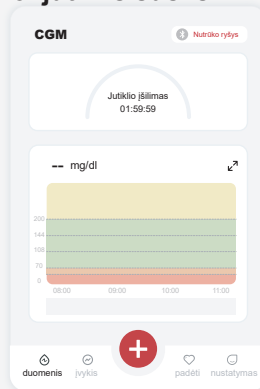 CGM
Nutrūko ryšys
Jutiklio įšilimas
01:59:59
-- mg/dl
200
144
108
70
0
08:00 09:00 10:00 11:00
duomenis įvykis padėti nustatymas